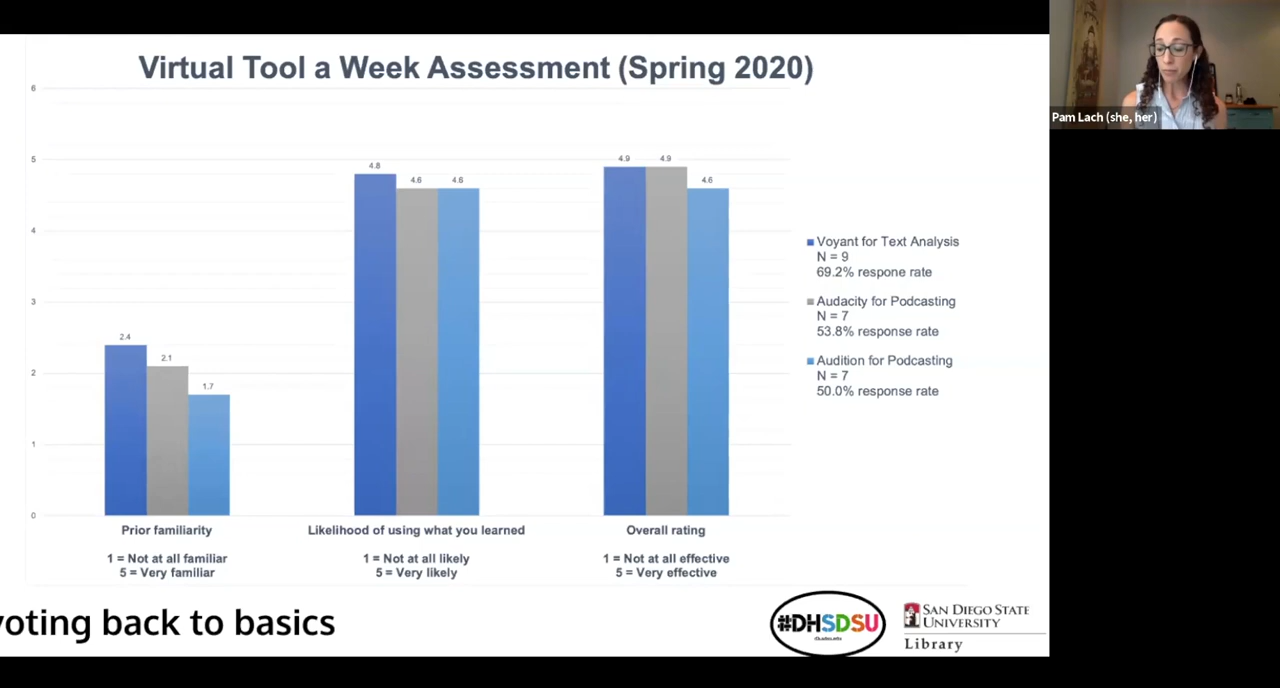 Virtual Tool a Week Assessment (Spring 2020)
6
5
4
3
2
1
0
2.4
2.1
1.7
4.8
4.6
4.6
4.9
4.9
4.6
Prior familiarity
1 = Not at all familiar
5 = Very familiar
Likelihood of using what you learned
1 = Not at all likely
5 = Very likely
Overall rating
1 = Not at all effective
5 = Very effective
Voyant for Text Analysis
N = 9
69.2% respone rate
Audacity for Podcasting
N = 7
53.8% response rate
Audition for Podcasting
N = 7
50.0% response rate
voting back to basics
#DHSDSU
SAN DIEGO STATE
UNIVERSITY
Library
Pam Lach (she, her)